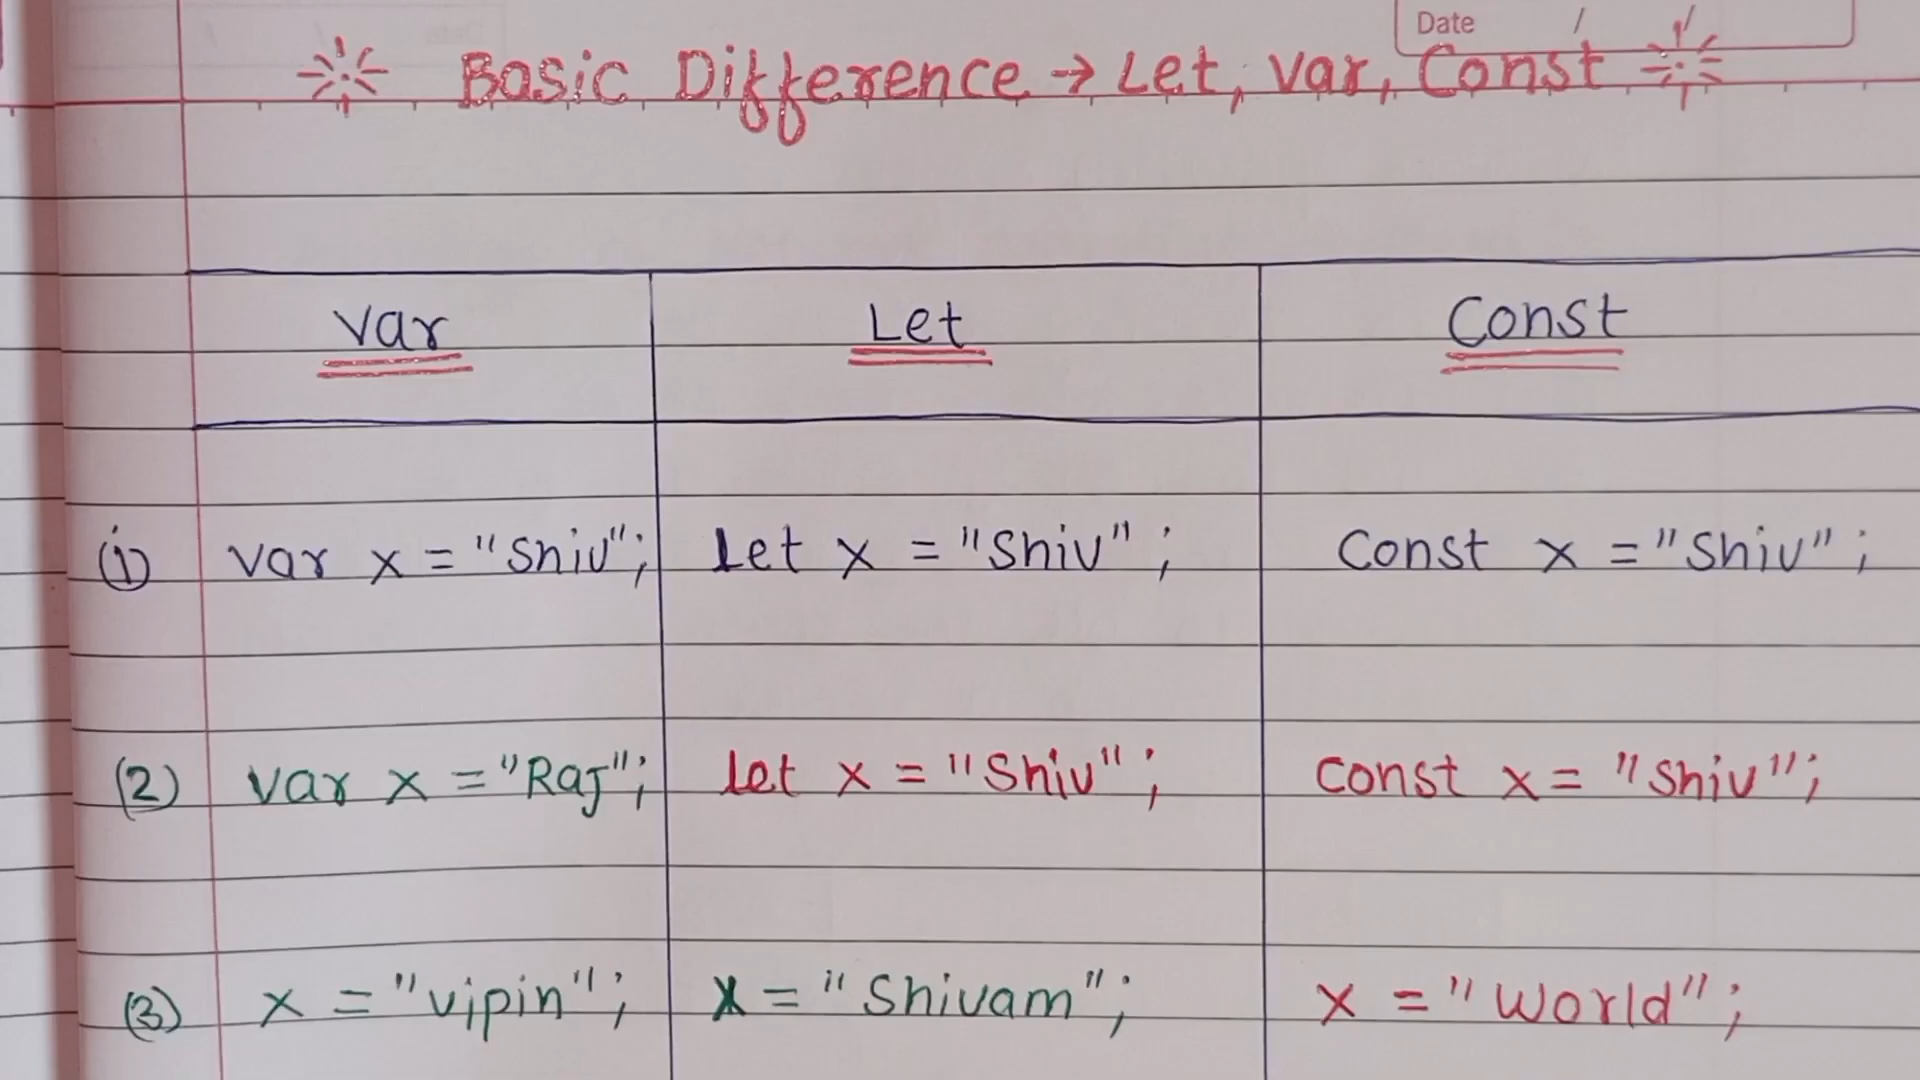 Date / /
Basic Difference → Let, Var, Const
Var Let Const
(1) Var x = "Shiv"; Let x = "Shiv"; Const x = "Shiv";
(2) Var x = "Raj"; Let x = "Shiv"; Const x = "Shiv";
(3) x = "Vipin"; x = "Shivam"; x = "World";